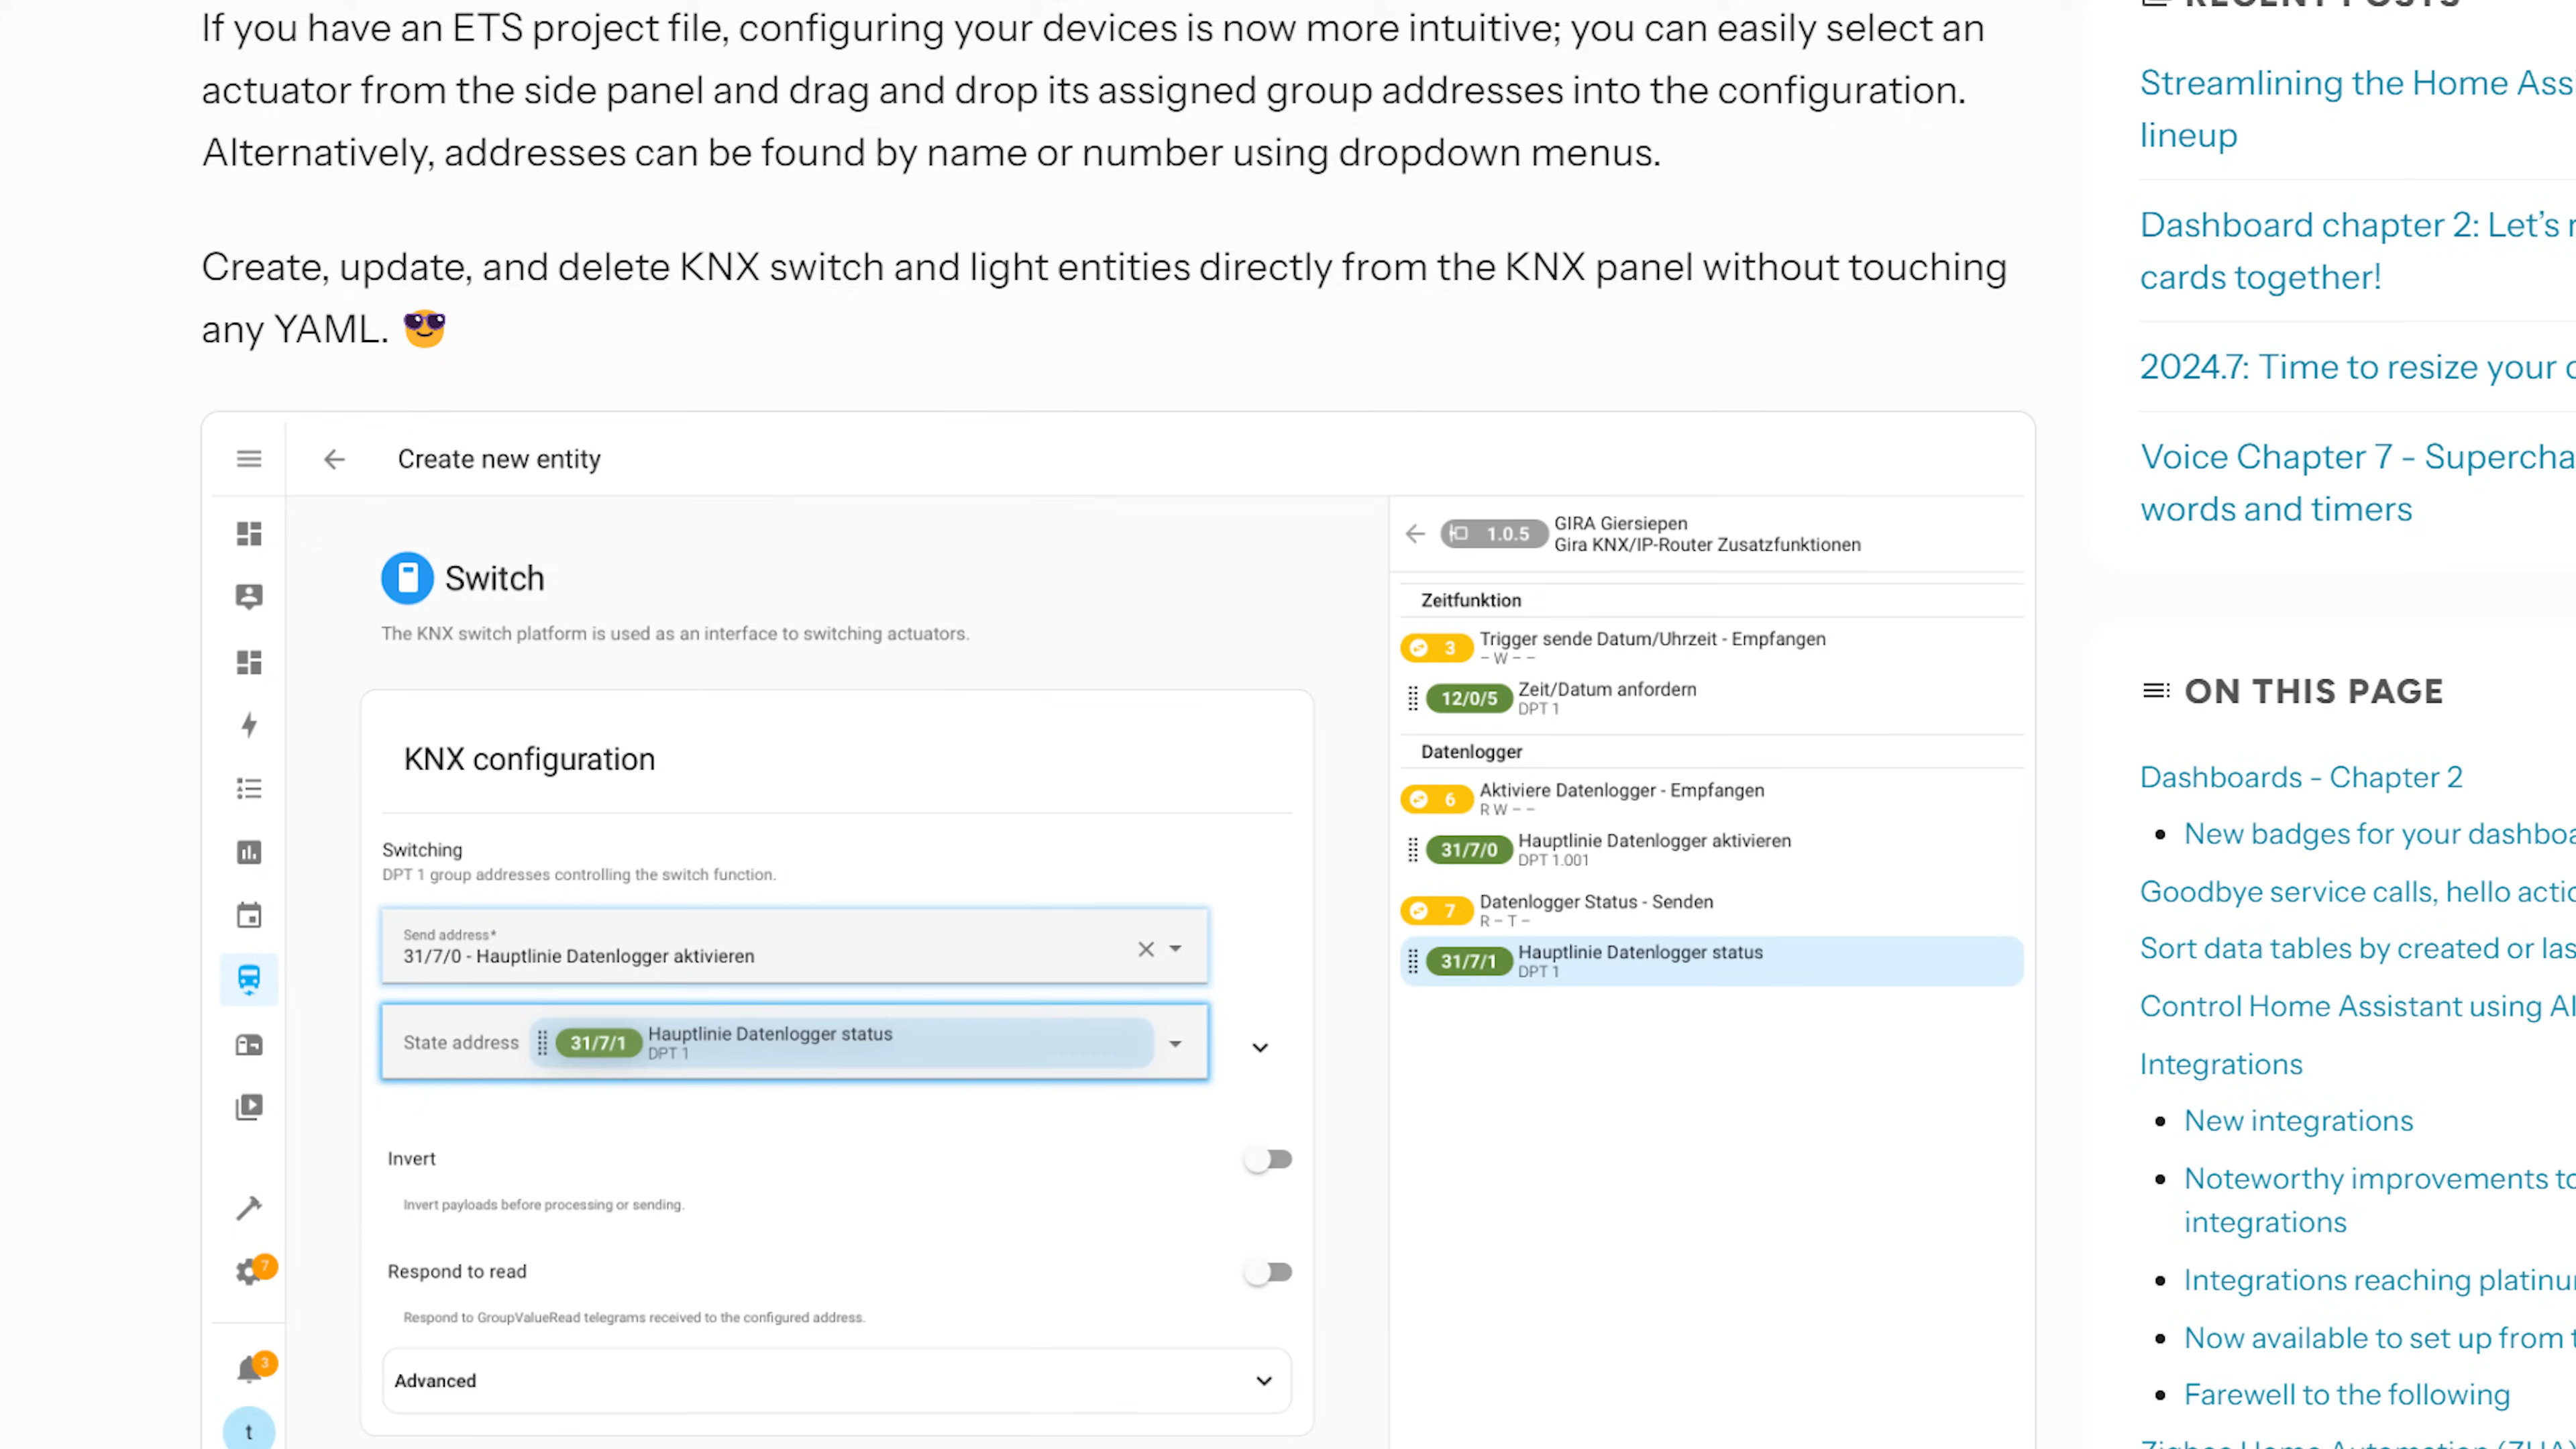 If you have an ETS project file, configuring your devices is now more intuitive; you can easily select an
actuator from the side panel and drag and drop its assigned group addresses into the configuration.
Alternatively, addresses can be found by name or number using dropdown menus.
Create, update, and delete KNX switch and light entities directly from the KNX panel without touching
any YAML. 😎
Create new entity
Switch
The KNX switch platform is used as an interface to switching actuators.
KNX configuration
Switching
DPT 1 group addresses controlling the switch function.
Send address*
31/7/0 - Hauptlinie Datenlogger aktivieren
State address
31/7/1
Hauptlinie Datenlogger status
DPT 1
Invert
Invert payloads before processing or sending.
Respond to read
Respond to GroupValueRead telegrams received to the configured address.
Advanced
7
3
t
1.0.5
GIRA Giersiepen
Gira KNX/IP-Router Zusatzfunktionen
Zeitfunktion
3
Trigger sende Datum/Uhrzeit - Empfangen
– W – –
12/0/5
Zeit/Datum anfordern
DPT 1
Datenlogger
6
Aktiviere Datenlogger - Empfangen
R W – –
31/7/0
Hauptlinie Datenlogger aktivieren
DPT 1.001
7
Datenlogger Status - Senden
R – T –
31/7/1
Hauptlinie Datenlogger status
DPT 1
RECENT POSTS
Streamlining the Home Ass
lineup
Dashboard chapter 2: Let's
cards together!
2024.7: Time to resize your
Voice Chapter 7 - Supercha
words and timers
ON THIS PAGE
Dashboards - Chapter 2
New badges for your dashboa
Goodbye service calls, hello actio
Sort data tables by created or las
Control Home Assistant using AI
Integrations
New integrations
Noteworthy improvements to
integrations
Integrations reaching platinu
Now available to set up from
Farewell to the following